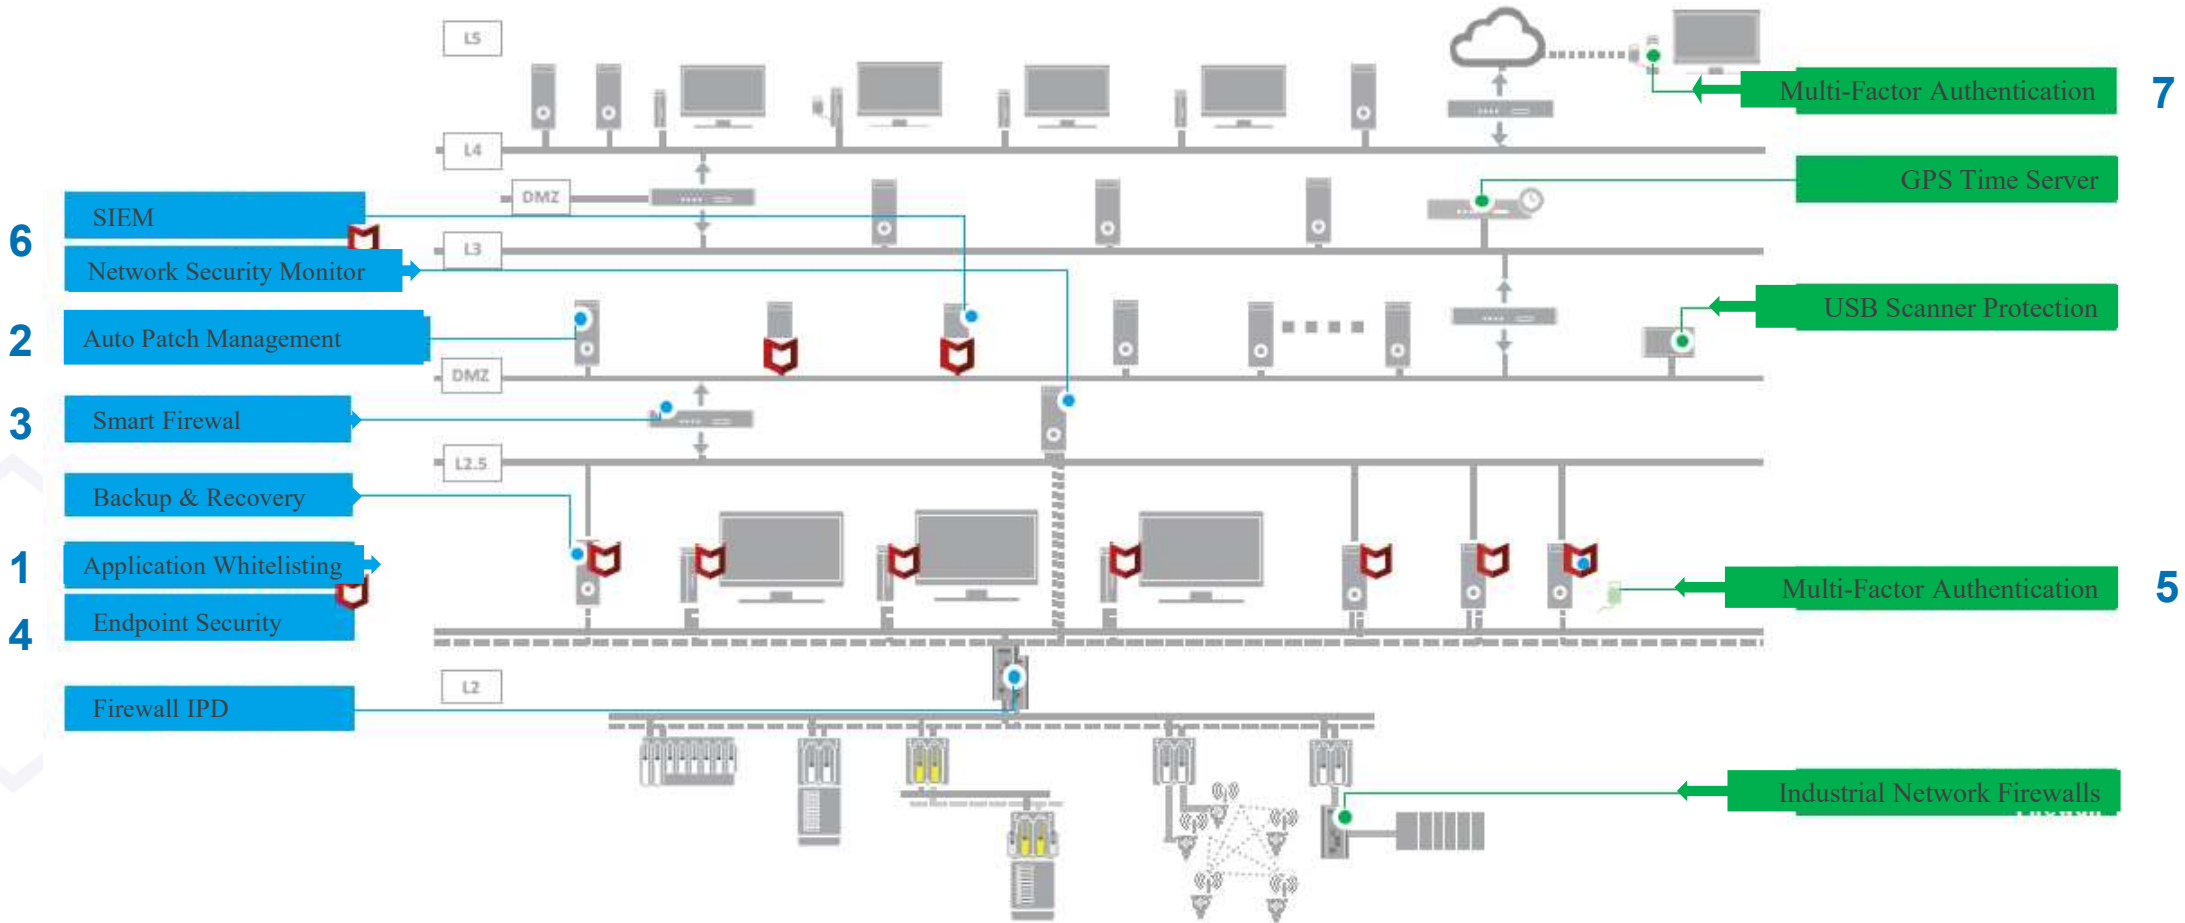 L5
Multi-Factor Authentication
7
L4
GPS Time Server
DMZ
SIEM
6
L3
Network Security Monitor
USB Scanner Protection
2
Auto Patch Management
DMZ
3
Smart Firewal
L2.5
Backup & Recovery
1
Application Whitelisting
Multi-Factor Authentication
5
Endpoint Security
4
L2
Firewall IPD
Industrial Network Firewalls